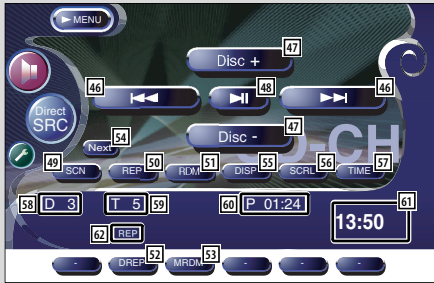 MENU
Disc +
47
46
48
46
Direct
SRC
54
Next
Disc -
47
CD-CH
49
SCN
50
REP
51
RDM
55
DISP
56
SCRL
57
TIME
58
D 3
T 5
59
60
P 01:24
61
13:50
62
REP
-
DREP
52
MRDM
53
-
-
-